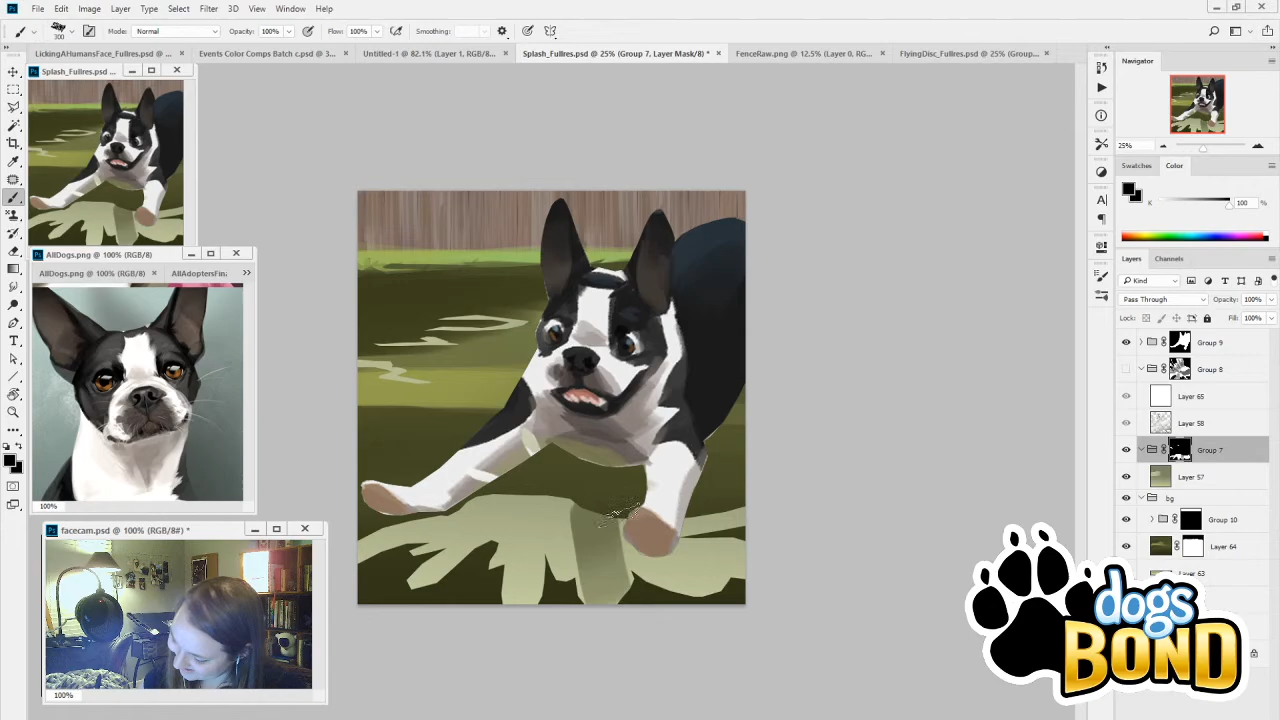 File Edit Image Layer Type Select Filter 3D View Window Help
300 Mode: Normal Opacity: 100% Flow: 100% Smoothing:
LickingAHumansFace_Fullres.psd ... × Events Color Comps Batch c.psd @ 3... × Untitled-1 @ 82.1% (Layer 1, RGB/8... × Splash_Fullres.psd @ 25% (Group 7, Layer Mask/8) * × FenceRaw.png @ 12.5% (Layer 0, RG... × FlyingDisc_Fullres.psd @ 25% (Group... ×
Splash_Fullres.psd ...
AllDogs.png @ 100% (RGB/8)
AllDogs.png @ 100% (RGB/8) × AllAdoptersFin
100%
facecam.psd @ 100% (RGB/8#) *
100%
Navigator
25%
Swatches Color
K 100 %
Layers Channels
Kind
Pass Through Opacity: 100%
Lock: Fill: 100%
Group 9
Group 8
Layer 65
Layer 58
Group 7
Layer 57
bg
Group 10
Layer 64
Layer 63
dogs
BOND